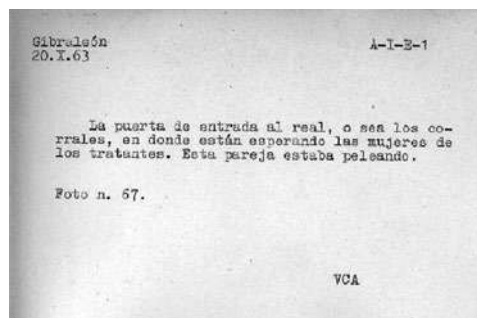 Gibraleón
20.X.63
A-I-E-1
La puerta de entrada al real, o sea los co-
rrales, en donde están esperando las mujeres de
los tratantes. Esta pareja estaba peleando.
Foto n. 67.
VCA